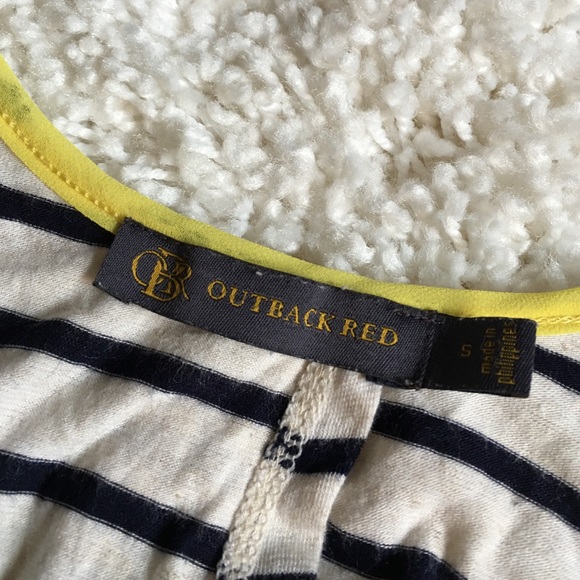 OBR OUTBACK RED
S
made in
philippines